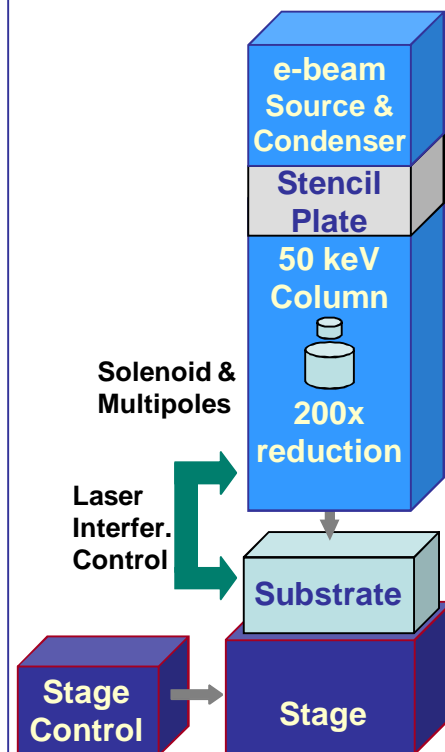 e-beam
Source &
Condenser
Stencil
Plate
50 keV
Column
Solenoid &
Multipoles
200x
reduction
Laser
Interfer.
Control
Substrate
Stage
Control
Stage